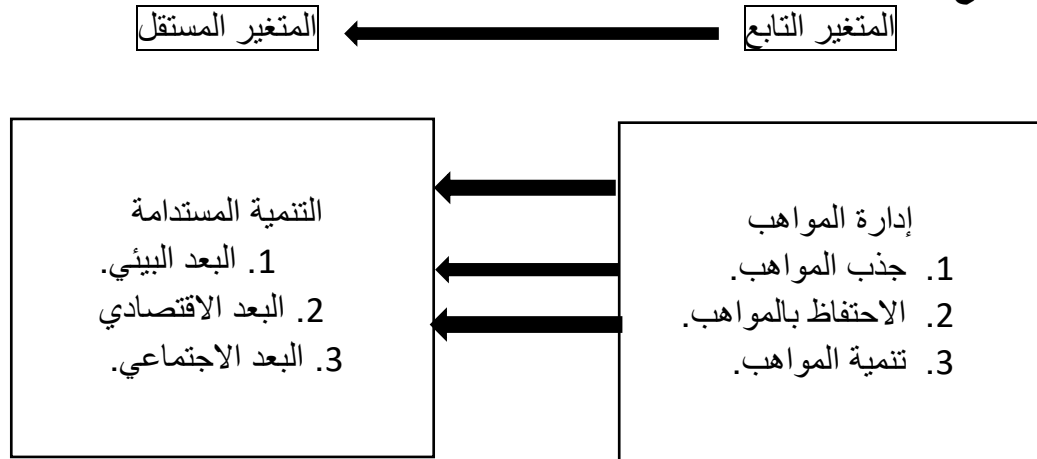 المتغير التابع
المتغير المستقل
إدارة المواهب
1. جذب المواهب.
2. الاحتفاظ بالمواهب.
3. تنمية المواهب.
التنمية المستدامة
1. البعد البيئي.
2. البعد الاقتصادي
3. البعد الاجتماعي.